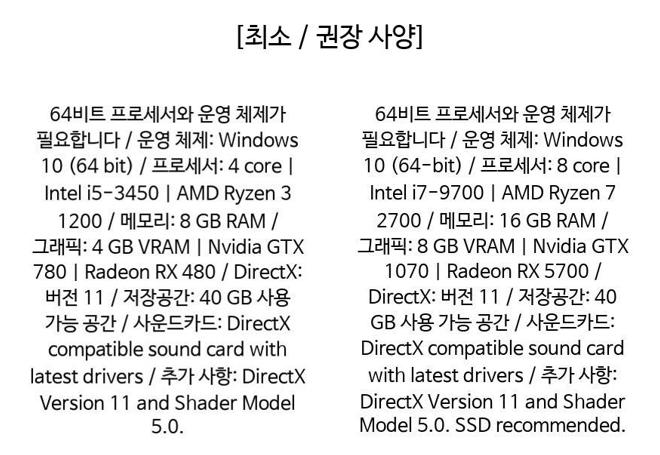 [최소 / 권장 사양]
64비트 프로세서와 운영 체제가
필요합니다 / 운영 체제: Windows
10 (64 bit) / 프로세서: 4 core |
Intel i5-3450 | AMD Ryzen 3
1200 / 메모리: 8 GB RAM /
그래픽: 4 GB VRAM | Nvidia GTX
780 | Radeon RX 480 / DirectX:
버전 11 / 저장공간: 40 GB 사용
가능 공간 / 사운드카드: DirectX
compatible sound card with
latest drivers / 추가 사항: DirectX
Version 11 and Shader Model
5.0.
64비트 프로세서와 운영 체제가
필요합니다 / 운영 체제: Windows
10 (64-bit) / 프로세서: 8 core |
Intel i7-9700 | AMD Ryzen 7
2700 / 메모리: 16 GB RAM /
그래픽: 8 GB VRAM | Nvidia GTX
1070 | Radeon RX 5700 /
DirectX: 버전 11 / 저장공간: 40
GB 사용 가능 공간 / 사운드카드:
DirectX compatible sound card
with latest drivers / 추가 사항:
DirectX Version 11 and Shader
Model 5.0. SSD recommended.